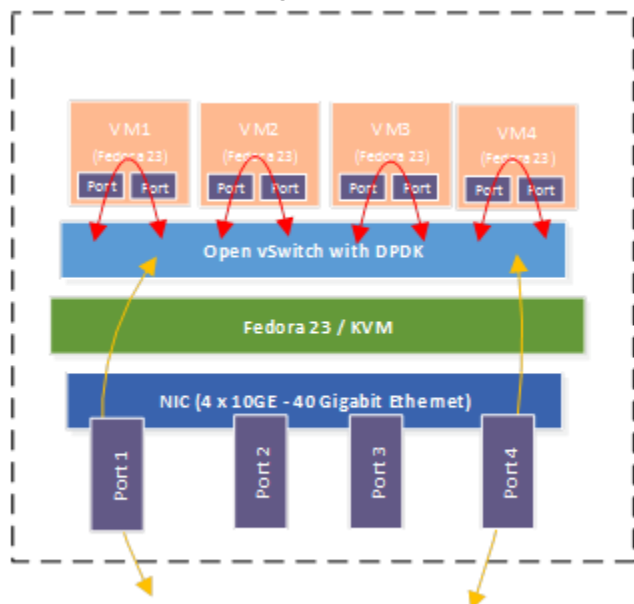 VM1
(Fedora 23)
Port Port
VM2
(Fedora 23)
Port Port
VM3
(Fedora 23)
Port Port
VM4
(Fedora 23)
Port Port
Open vSwitch with DPDK
Fedora 23 / KVM
NIC (4 x 10GE - 40 Gigabit Ethernet)
Port 1
Port 2
Port 3
Port 4